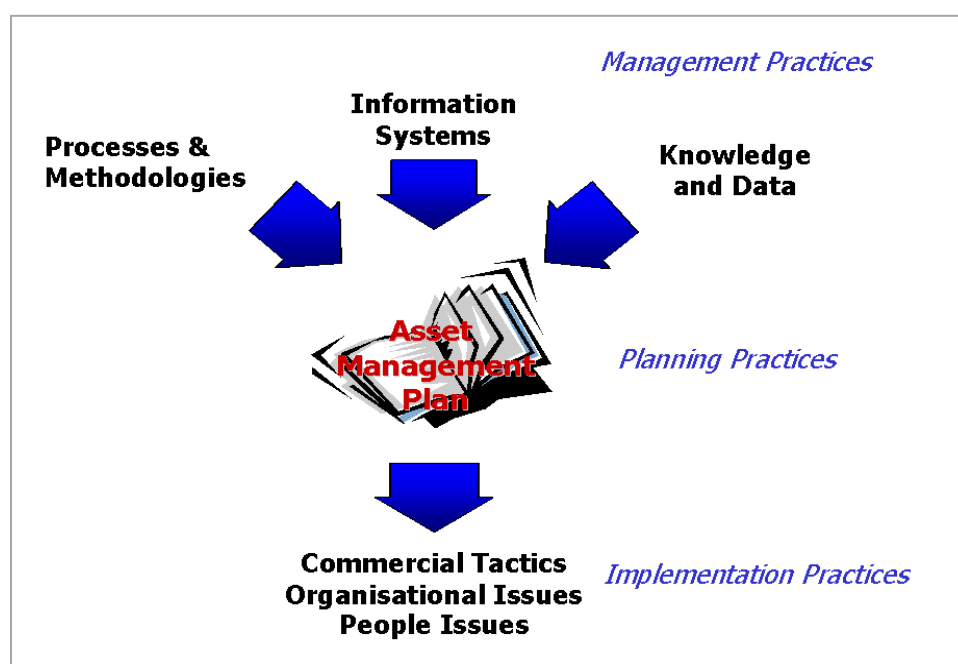 Management Practices
Information
Systems
Processes &
Methodologies
Knowledge
and Data
Asset
Management
Plan
Planning Practices
Commercial Tactics
Organisational Issues
People Issues
Implementation Practices